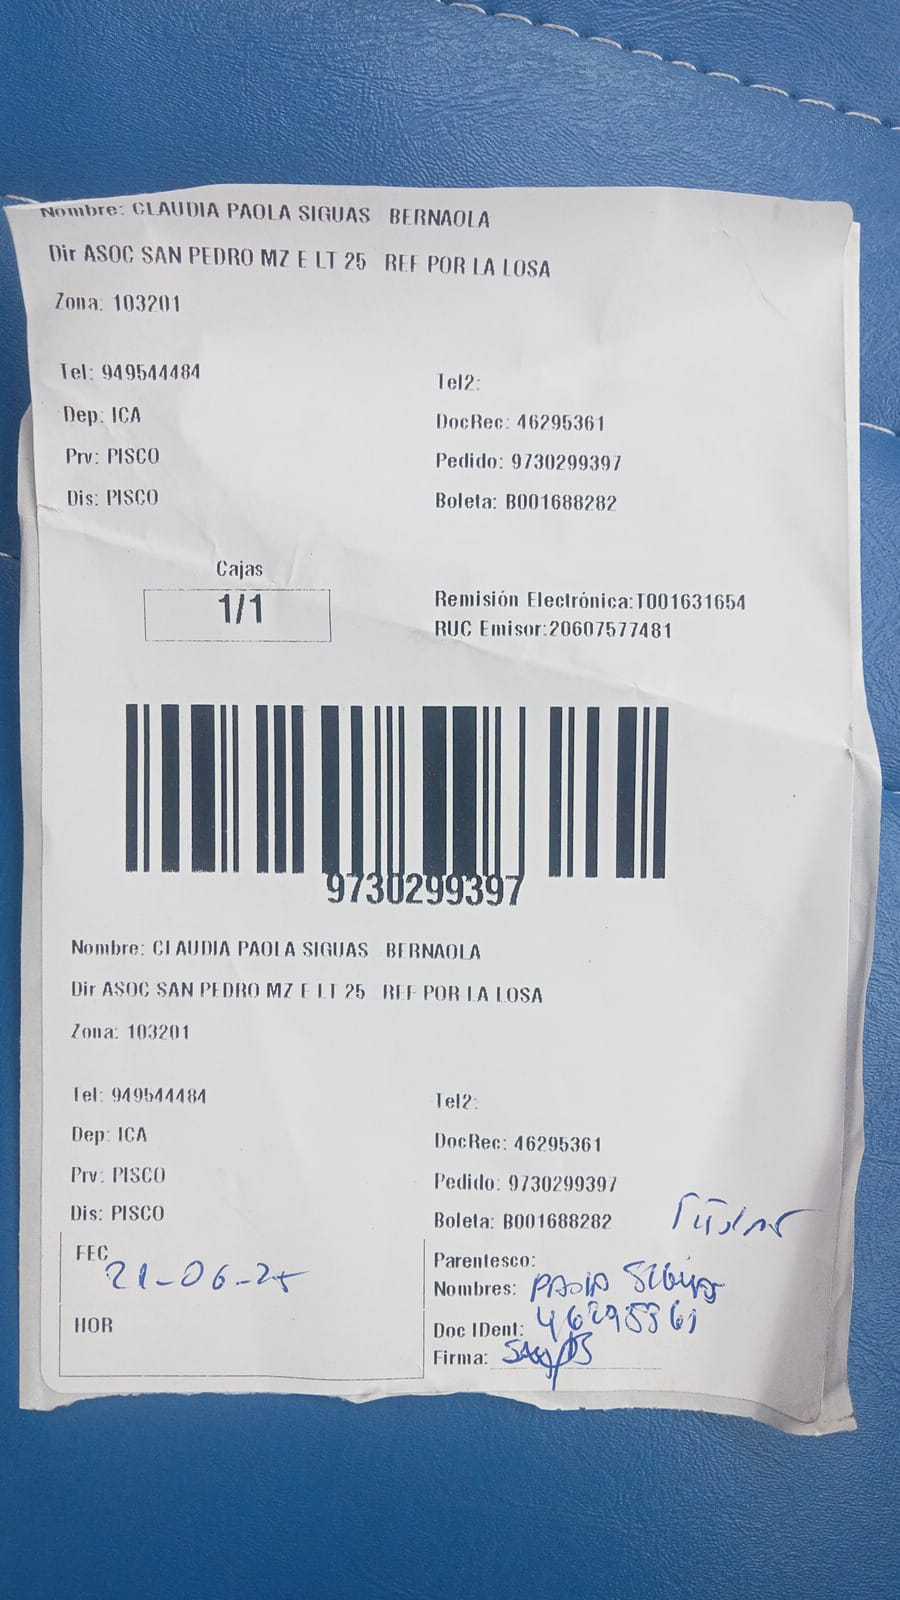 Nombre: CLAUDIA PAOLA SIGUAS BERNAOLA
Dir ASOC SAN PEDRO MZ E LT 25 REF POR LA LOSA
Zona: 103201
Tel: 949544484 Tel2:
Dep: ICA DocRec: 46295361
Prv: PISCO Pedido: 9730299397
Dis: PISCO Boleta: B001688282
Cajas
1/1
Remisión Electrónica:T001631654
RUC Emisor:20607577481
9730299397
Nombre: CLAUDIA PAOLA SIGUAS BERNAOLA
Dir ASOC SAN PEDRO MZ E LT 25 REF POR LA LOSA
Zona: 103201
Tel: 949544484 Tel2:
Dep: ICA DocRec: 46295361
Prv: PISCO Pedido: 9730299397
Dis: PISCO Boleta: B001688282 Titular
FEC 21-06-25
HOR
Parentesco:
Nombres: PAOLA SIGUAS
Doc IDent: 46295361
Firma: